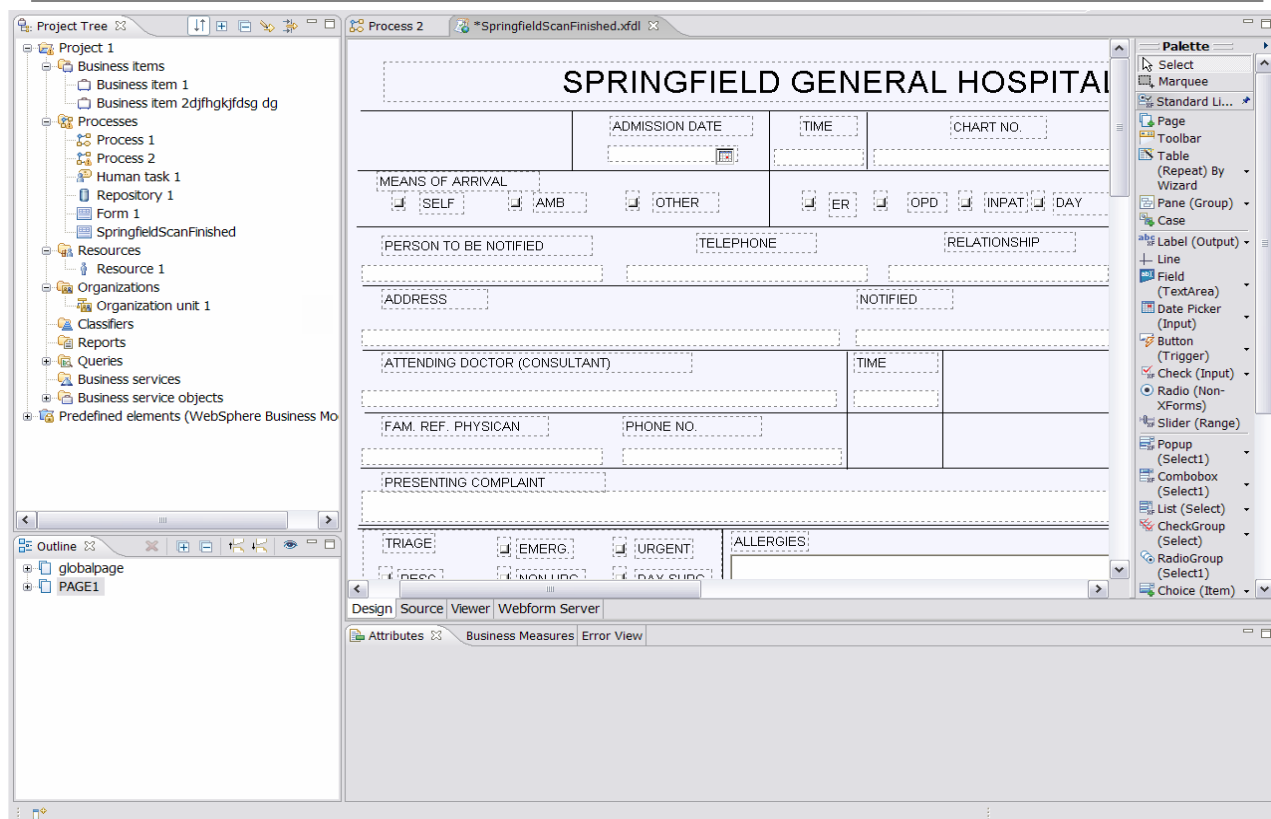 Project Tree
Project 1
Business items
Business item 1
Business item 2djfhgkjfdsg dg
Processes
Process 1
Process 2
Human task 1
Repository 1
Form 1
SpringfieldScanFinished
Resources
Resource 1
Organizations
Organization unit 1
Classifiers
Reports
Queries
Business services
Business service objects
Predefined elements (WebSphere Business Mo
Outline
globalpage
PAGE1
Process 2 *SpringfieldScanFinished.xfdl
SPRINGFIELD GENERAL HOSPITAL
ADMISSION DATE TIME CHART NO.
MEANS OF ARRIVAL
SELF AMB OTHER ER OPD INPAT DAY
PERSON TO BE NOTIFIED TELEPHONE RELATIONSHIP
ADDRESS NOTIFIED
ATTENDING DOCTOR (CONSULTANT) TIME
FAM. REF. PHYSICAN PHONE NO.
PRESENTING COMPLAINT
TRIAGE EMERG. URGENT ALLERGIES
DESC NON URG DAY SURG
Design Source Viewer Webform Server
Attributes Business Measures Error View
Palette
Select
Marquee
Standard Li...
Page
Toolbar
Table
(Repeat) By
Wizard
Pane (Group)
Case
Label (Output)
Line
Field
(TextArea)
Date Picker
(Input)
Button
(Trigger)
Check (Input)
Radio (Non-
XForms)
Slider (Range)
Popup
(Select1)
Combobox
(Select1)
List (Select)
CheckGroup
(Select)
RadioGroup
(Select1)
Choice (Item)